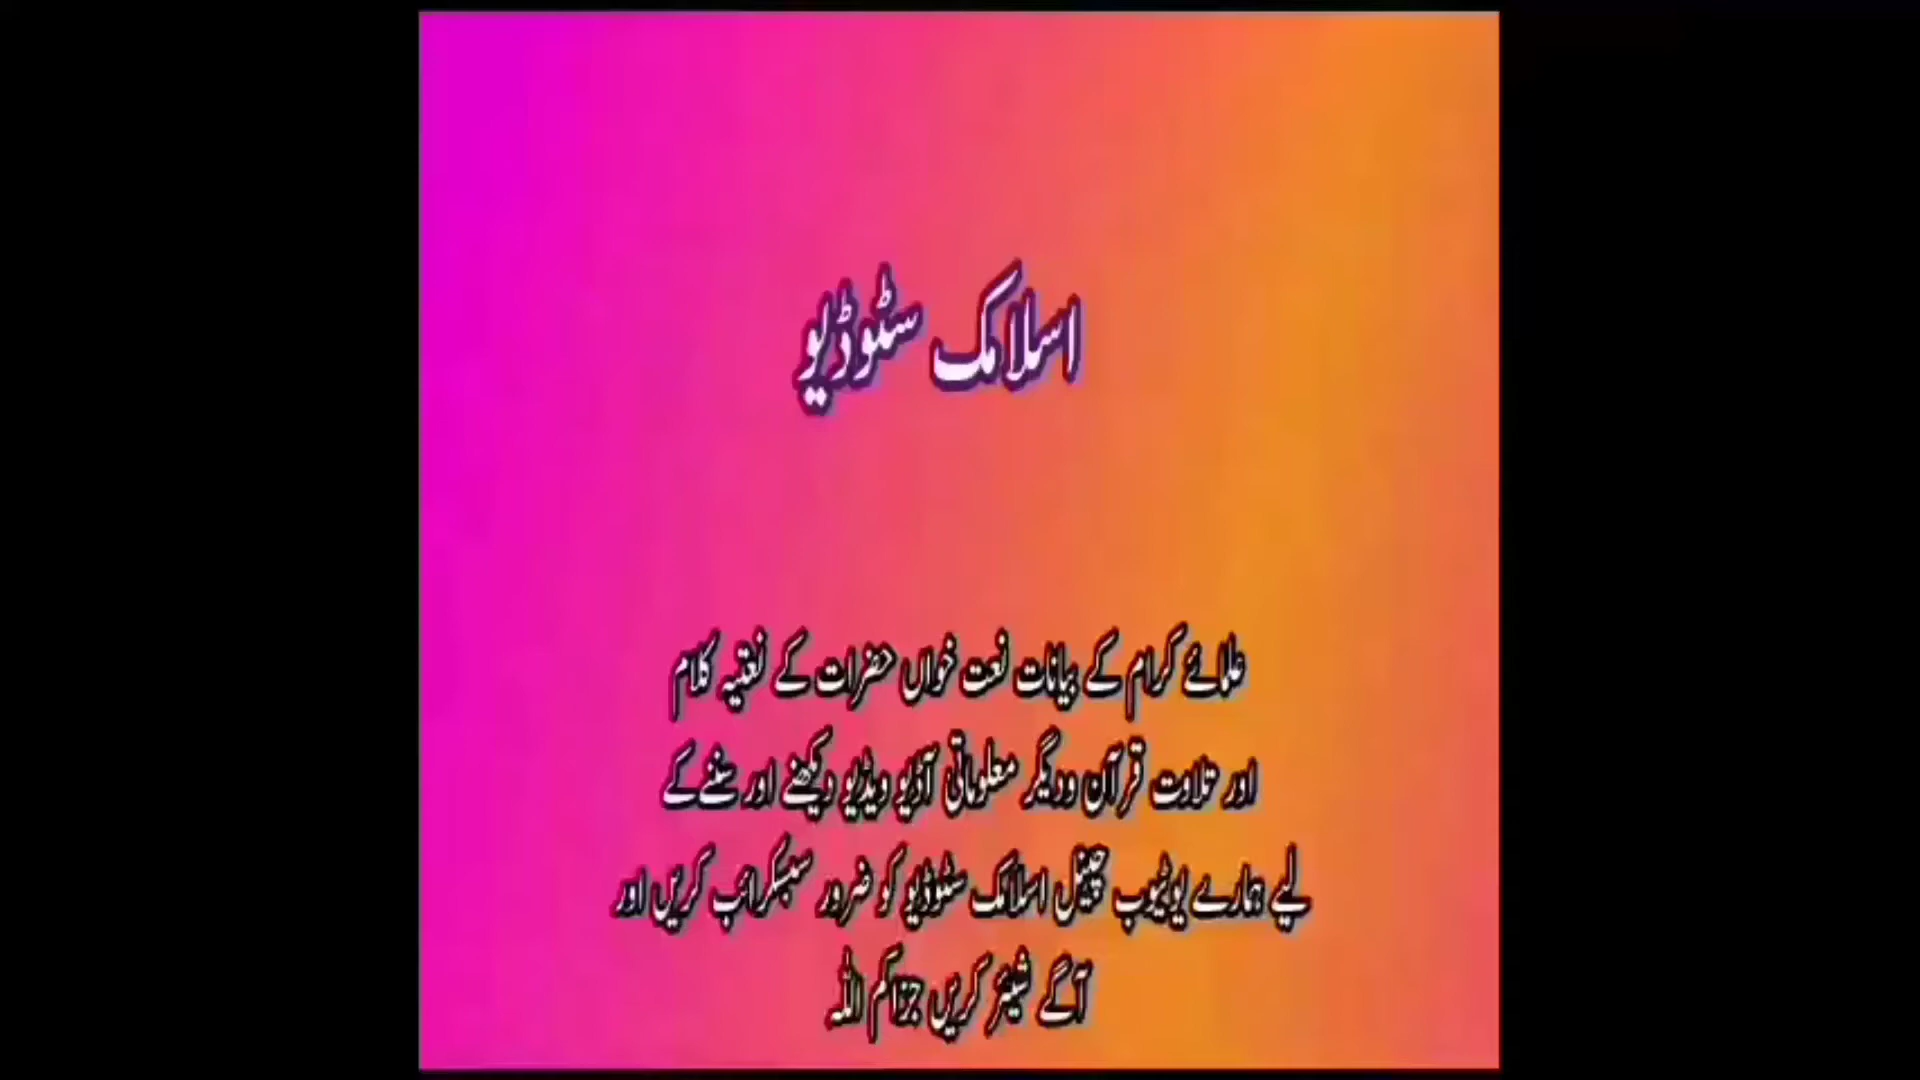 اسلامک سٹوڈیو
علمائے کرام کے بیانات نعت خواں حضرات کے نعتیہ کلام
اور تلاوت قرآن ودیگر معلوماتی آڈیو ویڈیو دیکھنے اور سننے کے
لیے ہمارے یوٹیوب چینل اسلامک سٹوڈیو کو ضرور سبسکرائب کریں اور
آگے شیئر کریں جزاکم اللہ